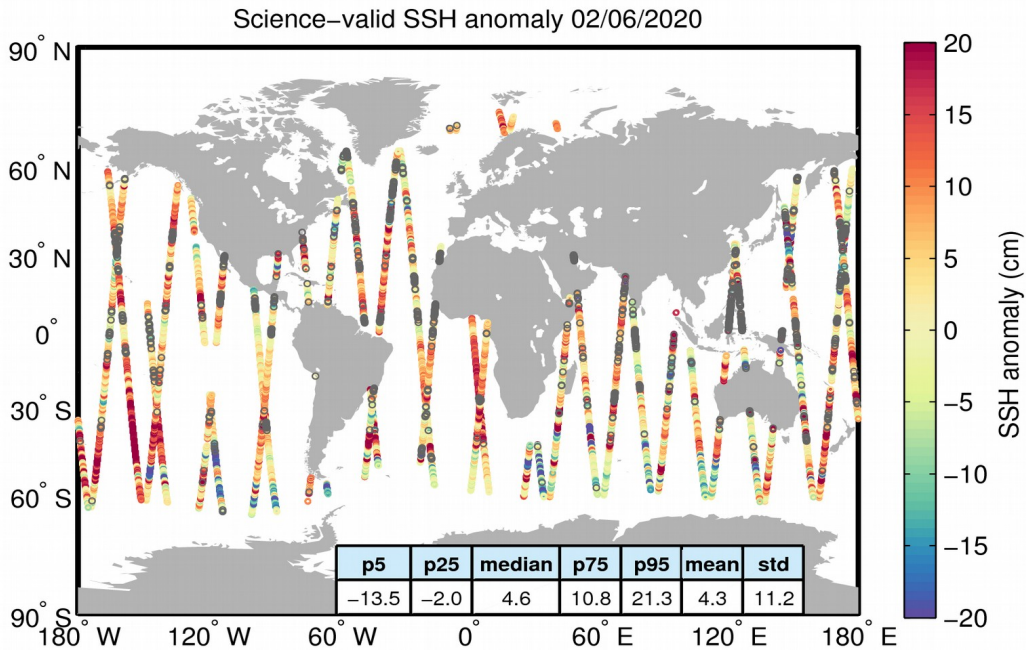 Science−valid SSH anomaly 02/06/2020
90° N
60° N
30° N
0°
30° S
60° S
90° S
180° W
120° W
60° W
0°
60° E
120° E
180° E
p5 p25 median p75 p95 mean std
−13.5 −2.0 4.6 10.8 21.3 4.3 11.2
20
15
10
5
0
−5
−10
−15
−20
SSH anomaly (cm)